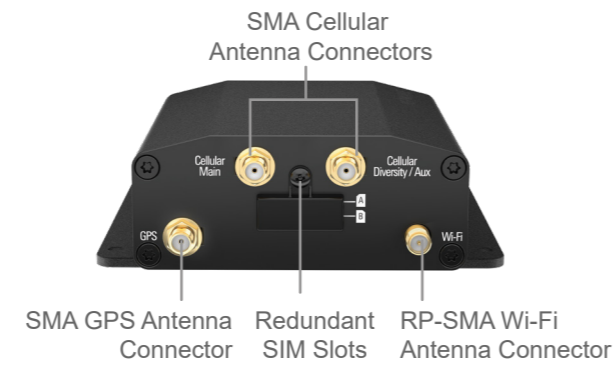 SMA Cellular
Antenna Connectors
Cellular
Main
Cellular
Diversity / Aux
A
B
GPS
Wi-Fi
SMA GPS Antenna
Connector
Redundant
SIM Slots
RP-SMA Wi-Fi
Antenna Connector